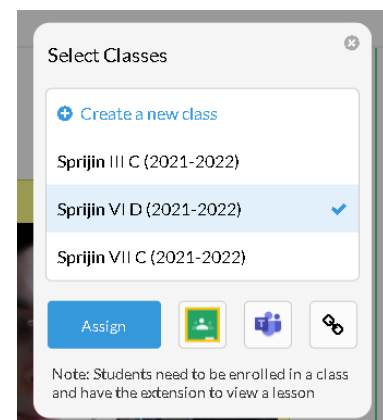 Select Classes
Create a new class
Sprijin III C (2021-2022)
Sprijin VI D (2021-2022)
Sprijin VII C (2021-2022)
Assign
Note: Students need to be enrolled in a class
and have the extension to view a lesson